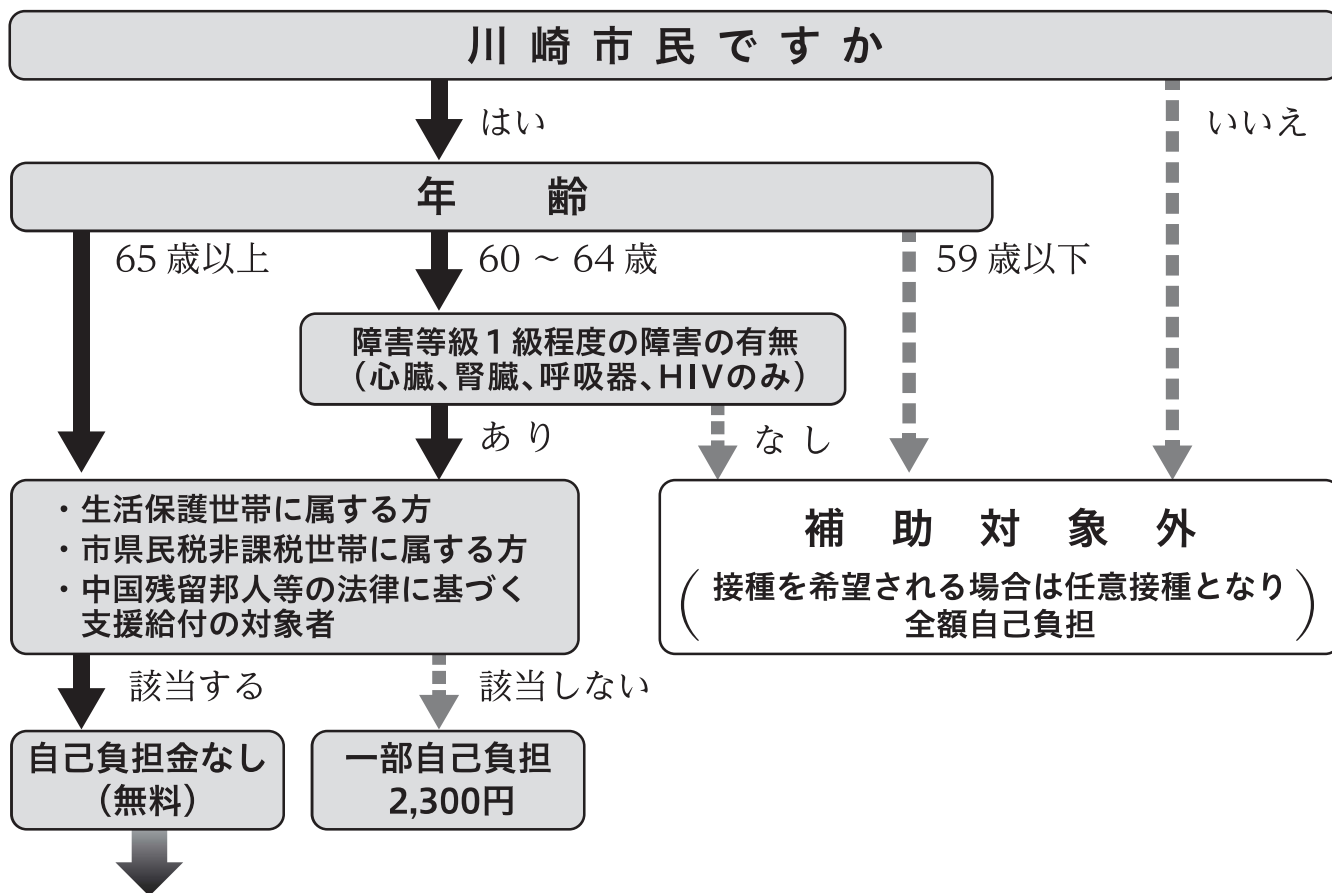 川崎市民ですか
はい
いいえ
年齢
65歳以上
60～64歳
59歳以下
障害等級１級程度の障害の有無
（心臓、腎臓、呼吸器、HIVのみ）
あり
なし
・生活保護世帯に属する方
・市県民税非課税世帯に属する方
・中国残留邦人等の法律に基づく
支援給付の対象者
補助対象外
（接種を希望される場合は任意接種となり
全額自己負担）
該当する
該当しない
自己負担金なし
（無料）
一部自己負担
2,300円